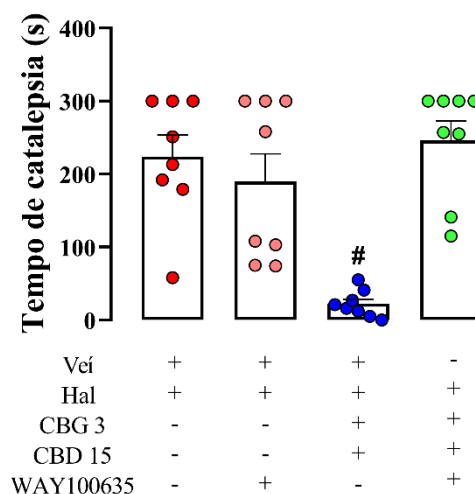 Tempo de catalepsia (s)
400
300
200
100
0
#
Veí + + + -
Hal + + + +
CBG 3 - - + +
CBD 15 - - + +
WAY100635 - + - +